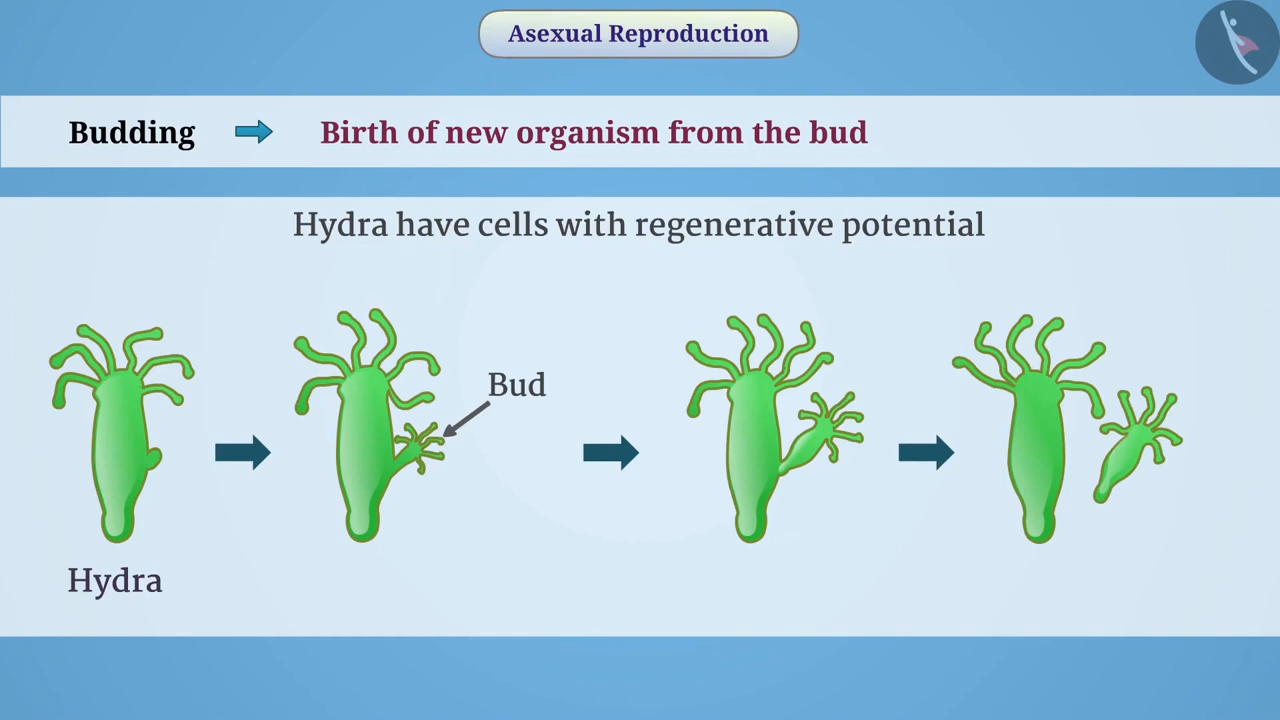 Asexual Reproduction
Budding
Birth of new organism from the bud
Hydra have cells with regenerative potential
Bud
Hydra